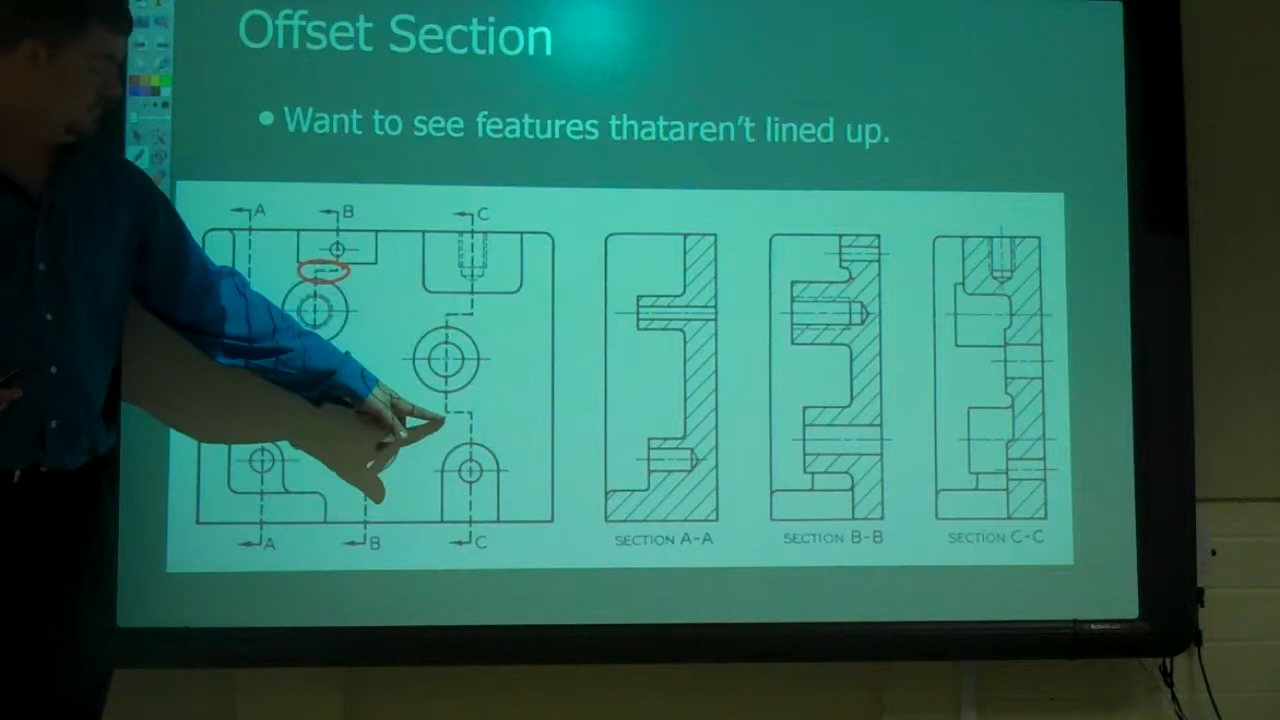 Offset Section
• Want to see features thataren't lined up.
A B C
A B C
SECTION A-A SECTION B-B SECTION C-C